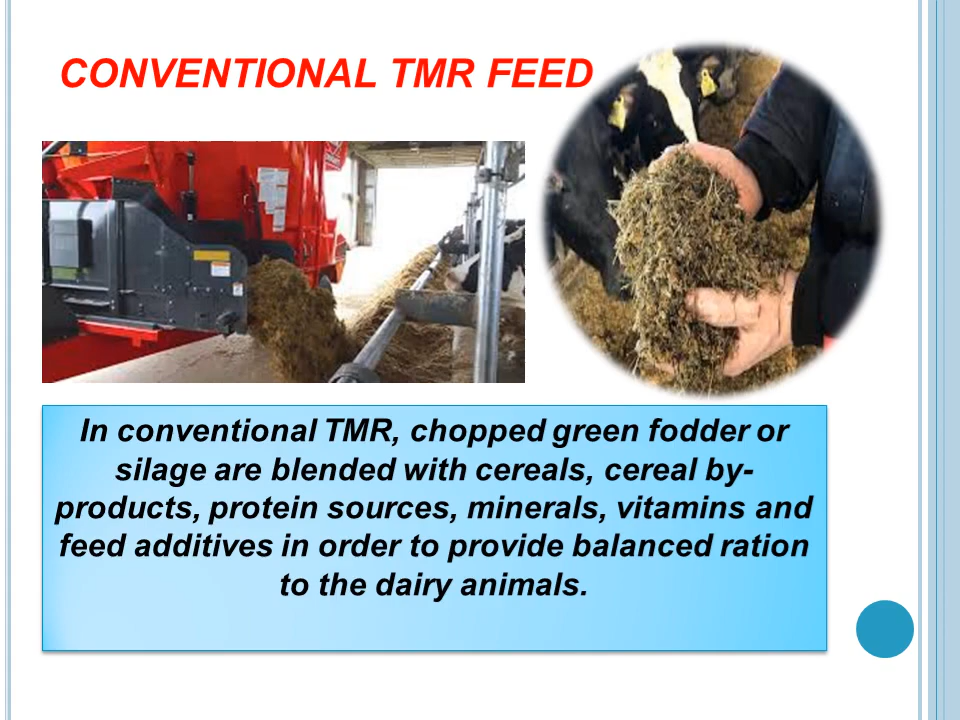 CONVENTIONAL TMR FEED
In conventional TMR, chopped green fodder or
silage are blended with cereals, cereal by-
products, protein sources, minerals, vitamins and
feed additives in order to provide balanced ration
to the dairy animals.